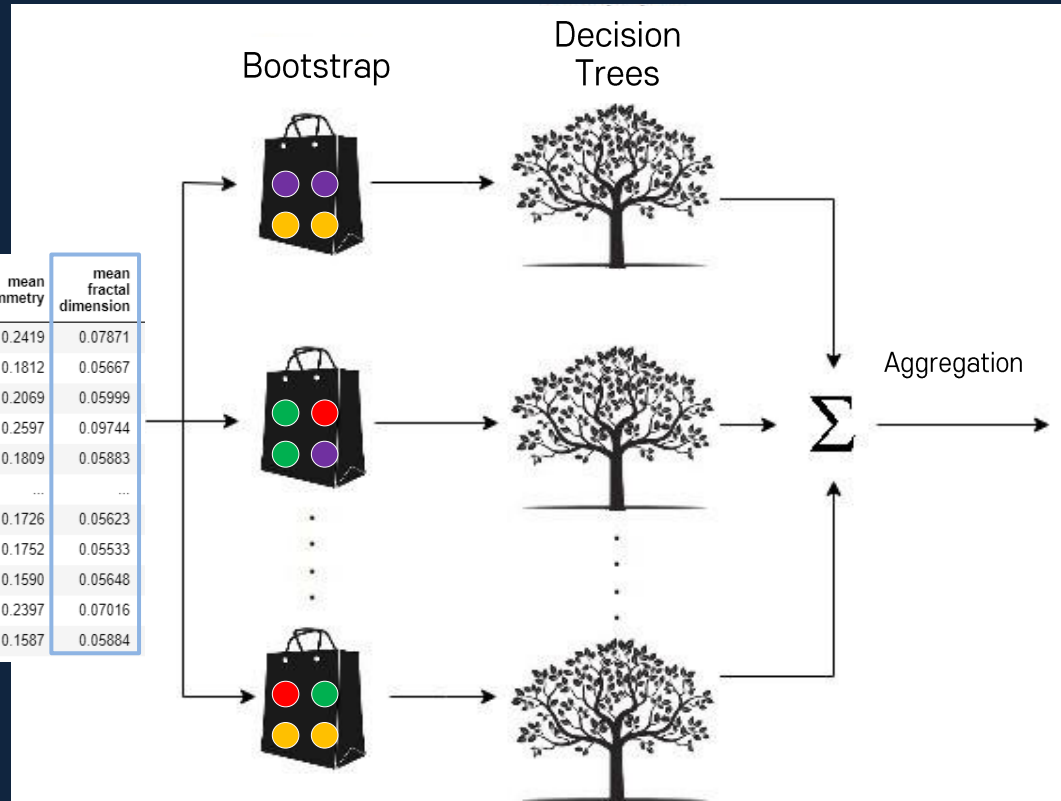 Decision
Trees
Bootstrap
mean
mmetry
mean
fractal
dimension
0.2419 0.07871
0.1812 0.05667
0.2069 0.05999
0.2597 0.09744
0.1809 0.05883
... ...
0.1726 0.05623
0.1752 0.05533
0.1590 0.05648
0.2397 0.07016
0.1587 0.05884
Aggregation
Σ